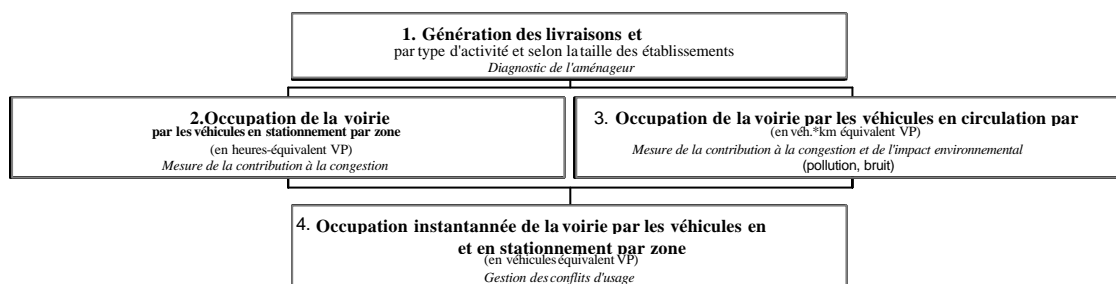 1. Génération des livraisons et
par type d'activité et selon la taille des établissements
Diagnostic de l'aménageur
2.Occupation de la voirie
par les véhicules en stationnement par zone
(en heures-équivalent VP)
Mesure de la contribution à la congestion
3. Occupation de la voirie par les véhicules en circulation par
(en véh.*km équivalent VP)
Mesure de la contribution à la congestion et de l'impact environnemental
(pollution, bruit)
4. Occupation instantannée de la voirie par les véhicules en
et en stationnement par zone
(en véhicules équivalent VP)
Gestion des conflits d'usage